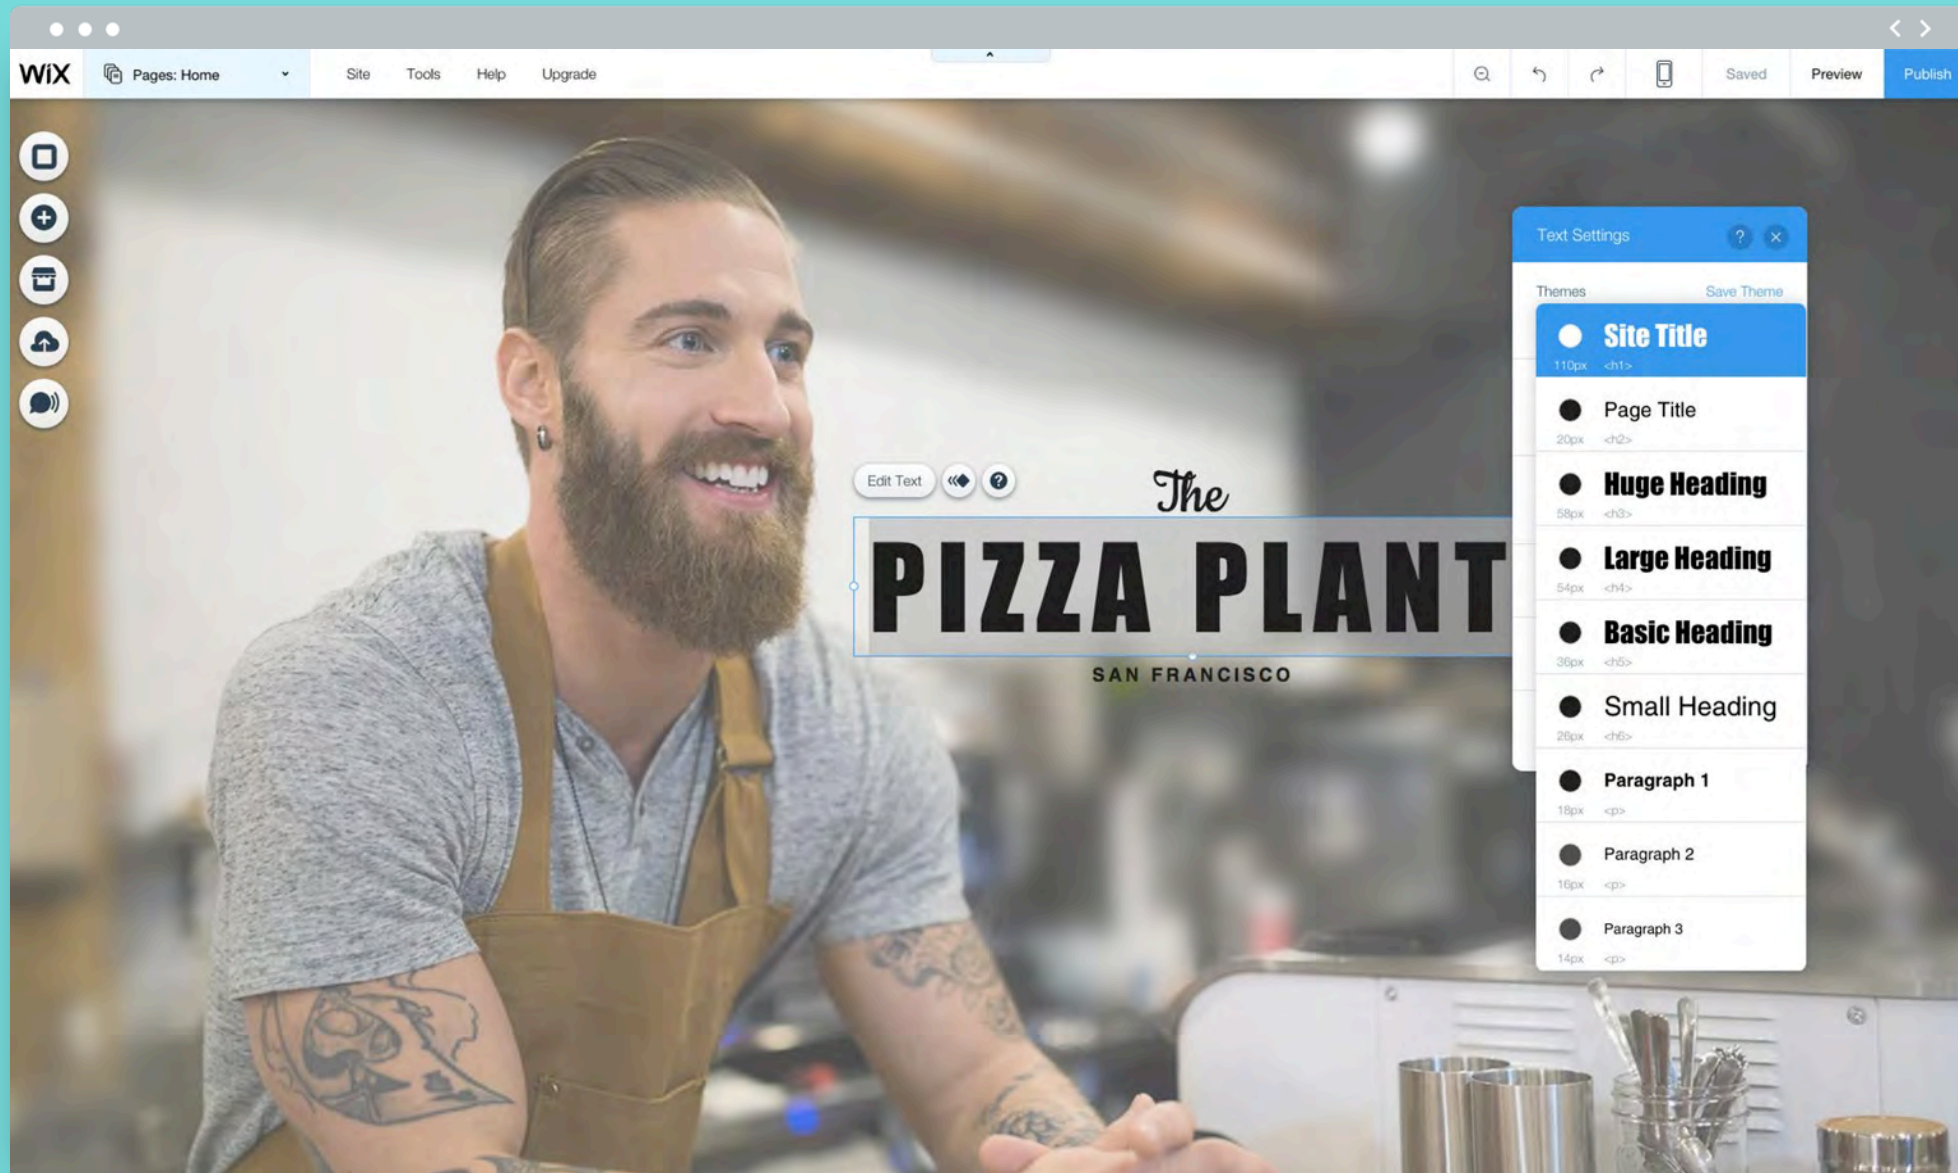 WiX Pages: Home Site Tools Help Upgrade Saved Preview Publish
Text Settings ?
Themes Save Theme
Site Title
110px <h1>
Page Title
20px <h2>
Huge Heading
58px <h3>
Large Heading
54px <h4>
Basic Heading
36px <h5>
Small Heading
26px <h6>
Paragraph 1
18px <p>
Paragraph 2
16px <p>
Paragraph 3
14px <p>
Edit Text ?
The
PIZZA PLANT
SAN FRANCISCO